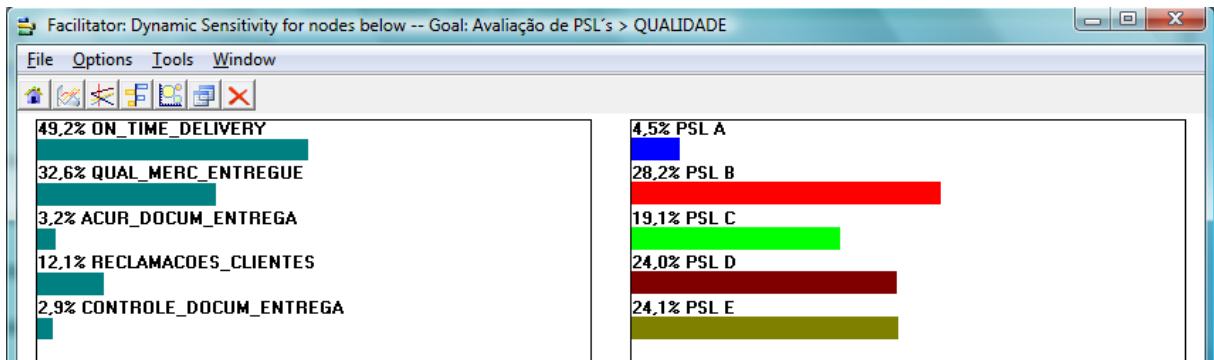 Facilitator: Dynamic Sensitivity for nodes below -- Goal: Avaliação de PSL´s > QUALIDADE
File Options Tools Window
49,2% ON_TIME_DELIVERY
32,6% QUAL_MERC_ENTREGUE
3,2% ACUR_DOCUM_ENTREGA
12,1% RECLAMACOES_CLIENTES
2,9% CONTROLE_DOCUM_ENTREGA
4,5% PSL A
28,2% PSL B
19,1% PSL C
24,0% PSL D
24,1% PSL E